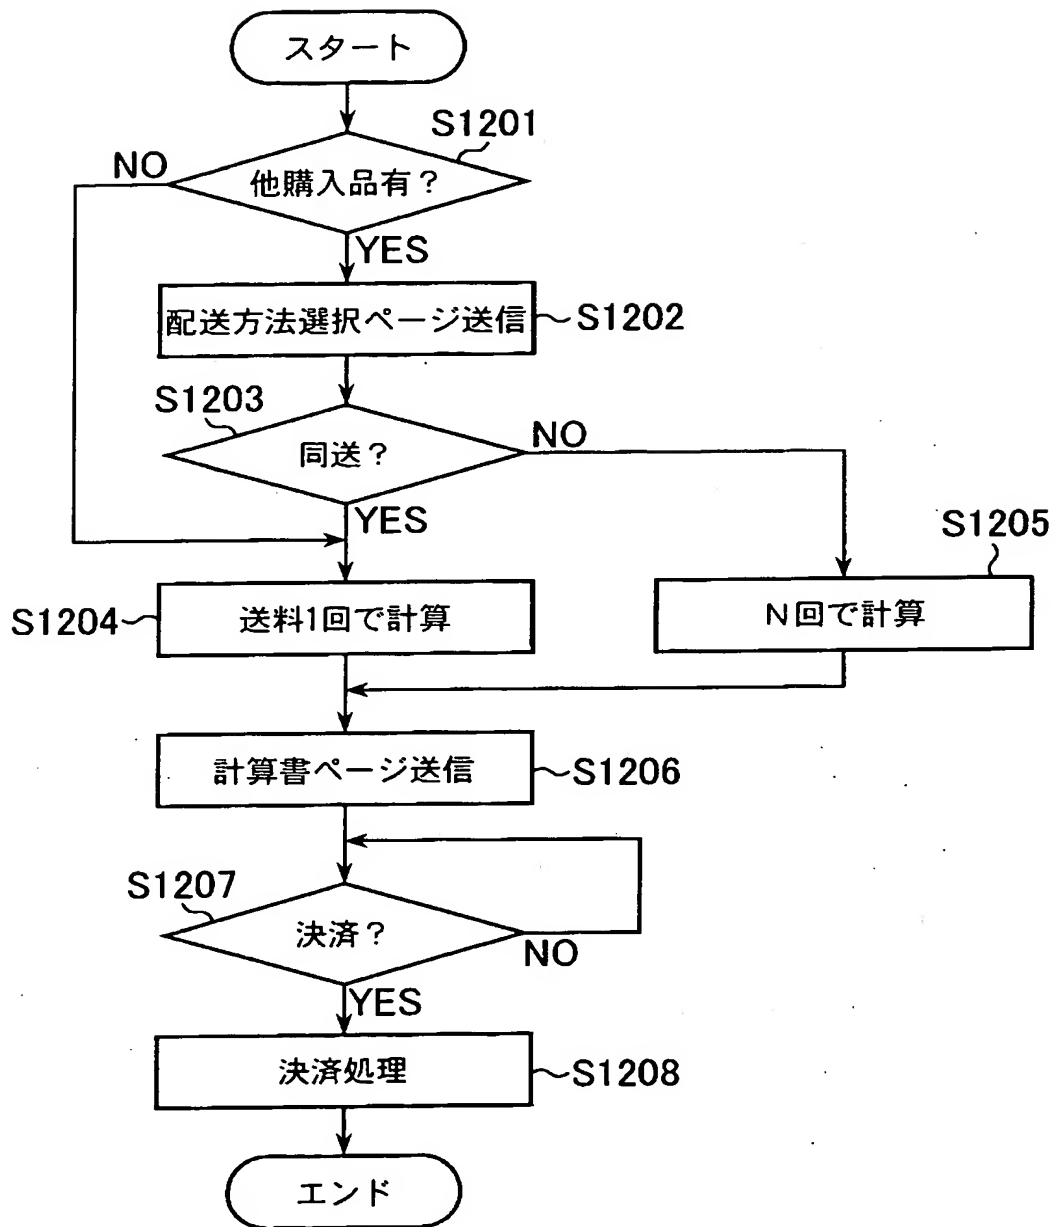 スタート
S1201
NO
他購入品有？
YES
配送方法選択ページ送信
S1202
S1203
同送？
NO
YES
S1205
S1204
送料1回で計算
N回で計算
計算書ページ送信
S1206
S1207
決済？
NO
YES
決済処理
S1208
エンド